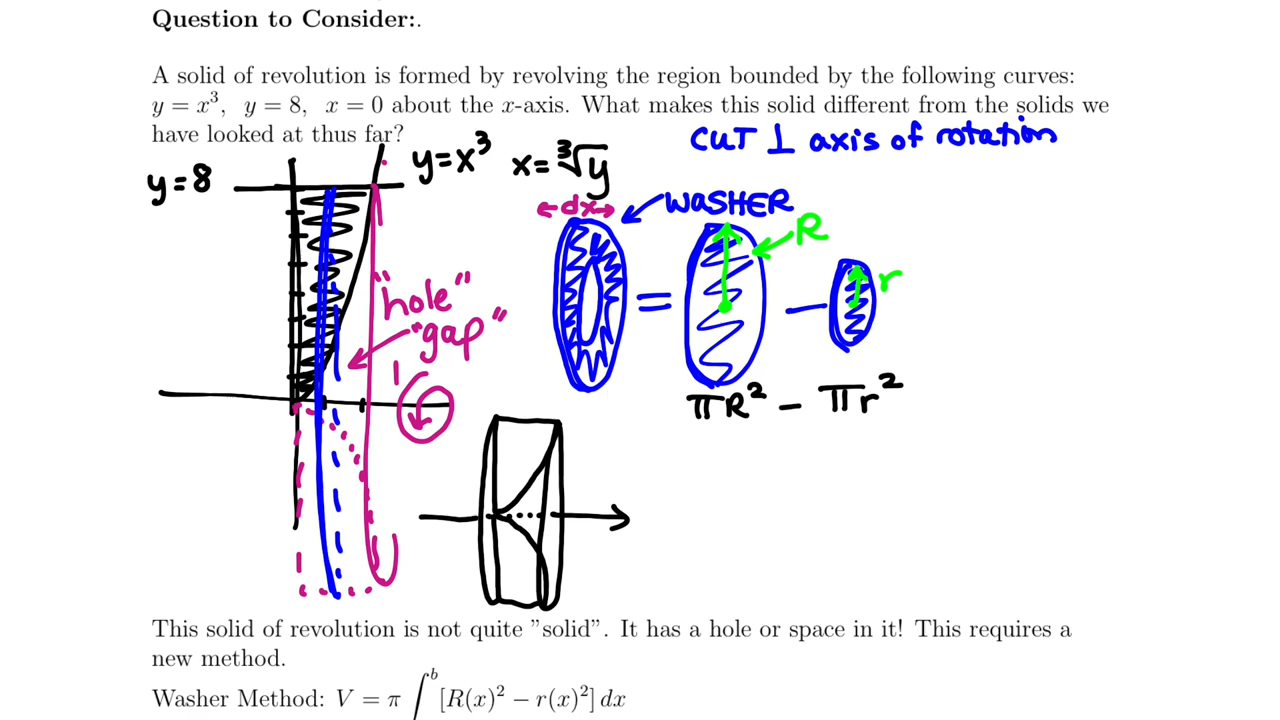 Question to Consider:.
A solid of revolution is formed by revolving the region bounded by the following curves:
y = x³, y = 8, x = 0 about the x-axis. What makes this solid different from the solids we
have looked at thus far?
CUT ⊥ axis of rotation
y=x³ x=∛y
y=8
dx
WASHER
R
r
"hole"
"gap"
=
−
πR² − πr²
This solid of revolution is not quite "solid". It has a hole or space in it! This requires a
new method.
Washer Method: V = π ∫ᵇ [R(x)² − r(x)²] dx